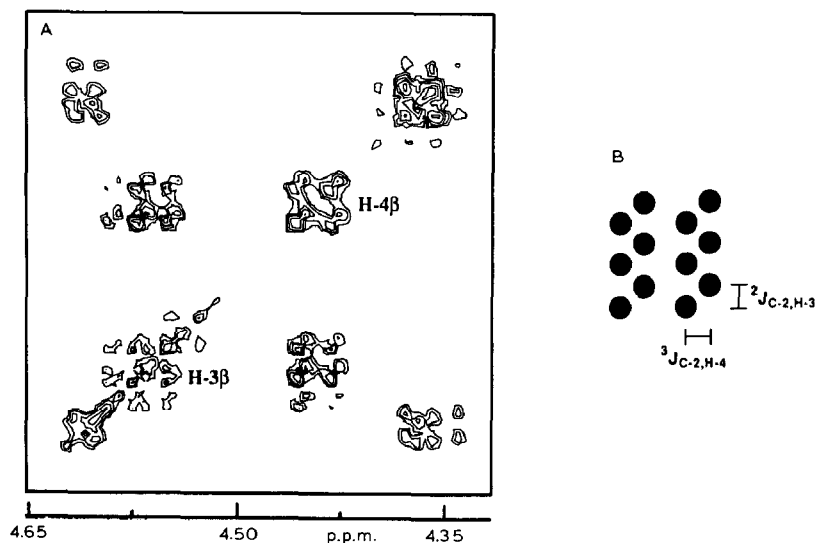 A
B
H-4β
H-3β
²J_C-2,H-3
³J_C-2,H-4
4.65
4.50
p.p.m.
4.35